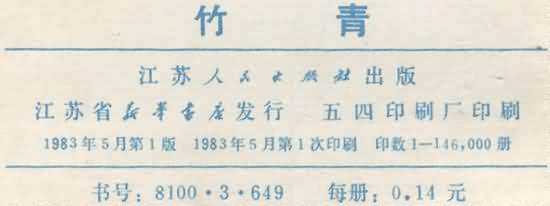 竹青
江苏人民出版社出版
江苏省新华书店发行 五四印刷厂印刷
1983年5月第1版 1983年5月第1次印刷 印数1—146,000册
书号：8100·3·649 每册：0.14元